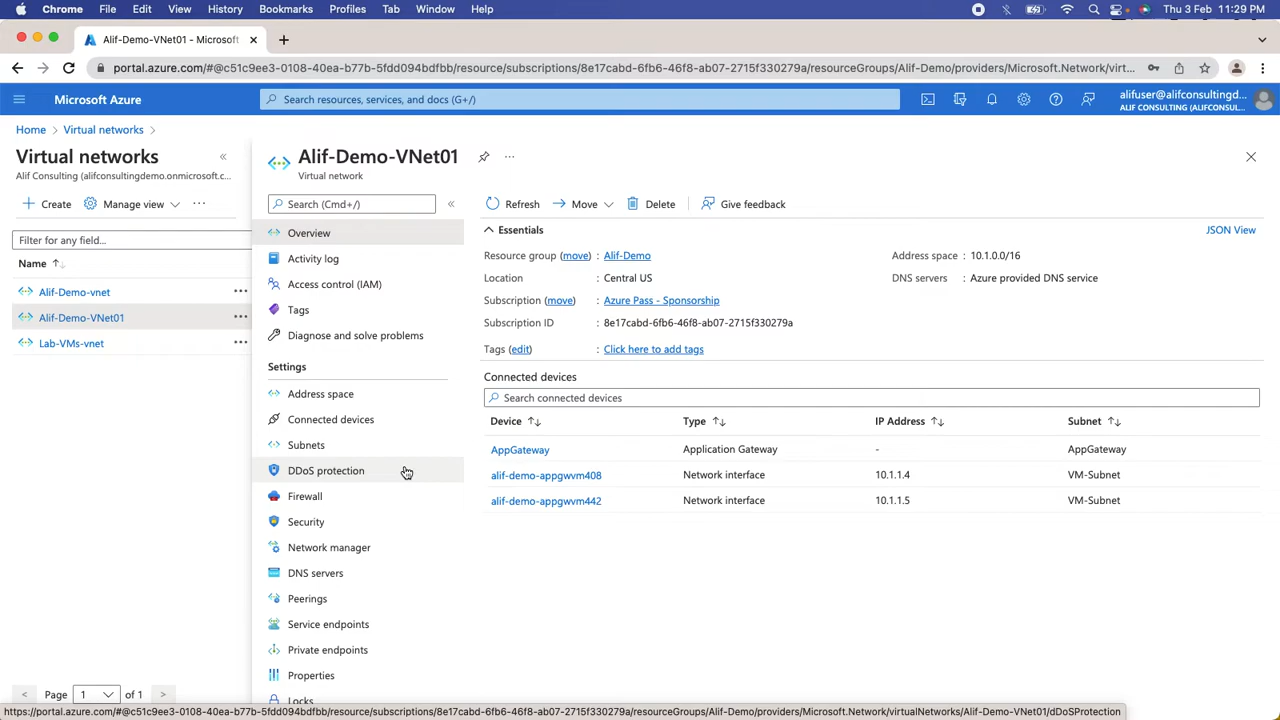 Chrome File Edit View History Bookmarks Profiles Tab Window Help Thu 3 Feb 11:29 PM
Alif-Demo-VNet01 - Microsoft
portal.azure.com/#@c51c9ee3-0108-40ea-b77b-5fdd094bdfbb/resource/subscriptions/8e17cabd-6fb6-46f8-ab07-2715f330279a/resourceGroups/Alif-Demo/providers/Microsoft.Network/virt...
Microsoft Azure
Search resources, services, and docs (G+/)
alifuser@alifconsultingd...
ALIF CONSULTING (ALIFCONSUL...
Home > Virtual networks >
Virtual networks
Alif Consulting (alifconsultingdemo.onmicrosoft.c...
Create Manage view ...
Filter for any field...
Name
Alif-Demo-vnet
Alif-Demo-VNet01
Lab-VMs-vnet
< Page 1 of 1 >
Alif-Demo-VNet01 ...
Virtual network
Search (Cmd+/)
Overview
Activity log
Access control (IAM)
Tags
Diagnose and solve problems
Settings
Address space
Connected devices
Subnets
DDoS protection
Firewall
Security
Network manager
DNS servers
Peerings
Service endpoints
Private endpoints
Properties
Locks
Refresh Move Delete Give feedback
Essentials JSON View
Resource group (move) : Alif-Demo Address space : 10.1.0.0/16
Location : Central US DNS servers : Azure provided DNS service
Subscription (move) : Azure Pass - Sponsorship
Subscription ID : 8e17cabd-6fb6-46f8-ab07-2715f330279a
Tags (edit) : Click here to add tags
Connected devices
Search connected devices
Device Type IP Address Subnet
AppGateway Application Gateway - AppGateway
alif-demo-appgwvm408 Network interface 10.1.1.4 VM-Subnet
alif-demo-appgwvm442 Network interface 10.1.1.5 VM-Subnet
https://portal.azure.com/#@c51c9ee3-0108-40ea-b77b-5fdd094bdfbb/resource/subscriptions/8e17cabd-6fb6-46f8-ab07-2715f330279a/resourceGroups/Alif-Demo/providers/Microsoft.Network/virtualNetworks/Alif-Demo-VNet01/dDoSProtection